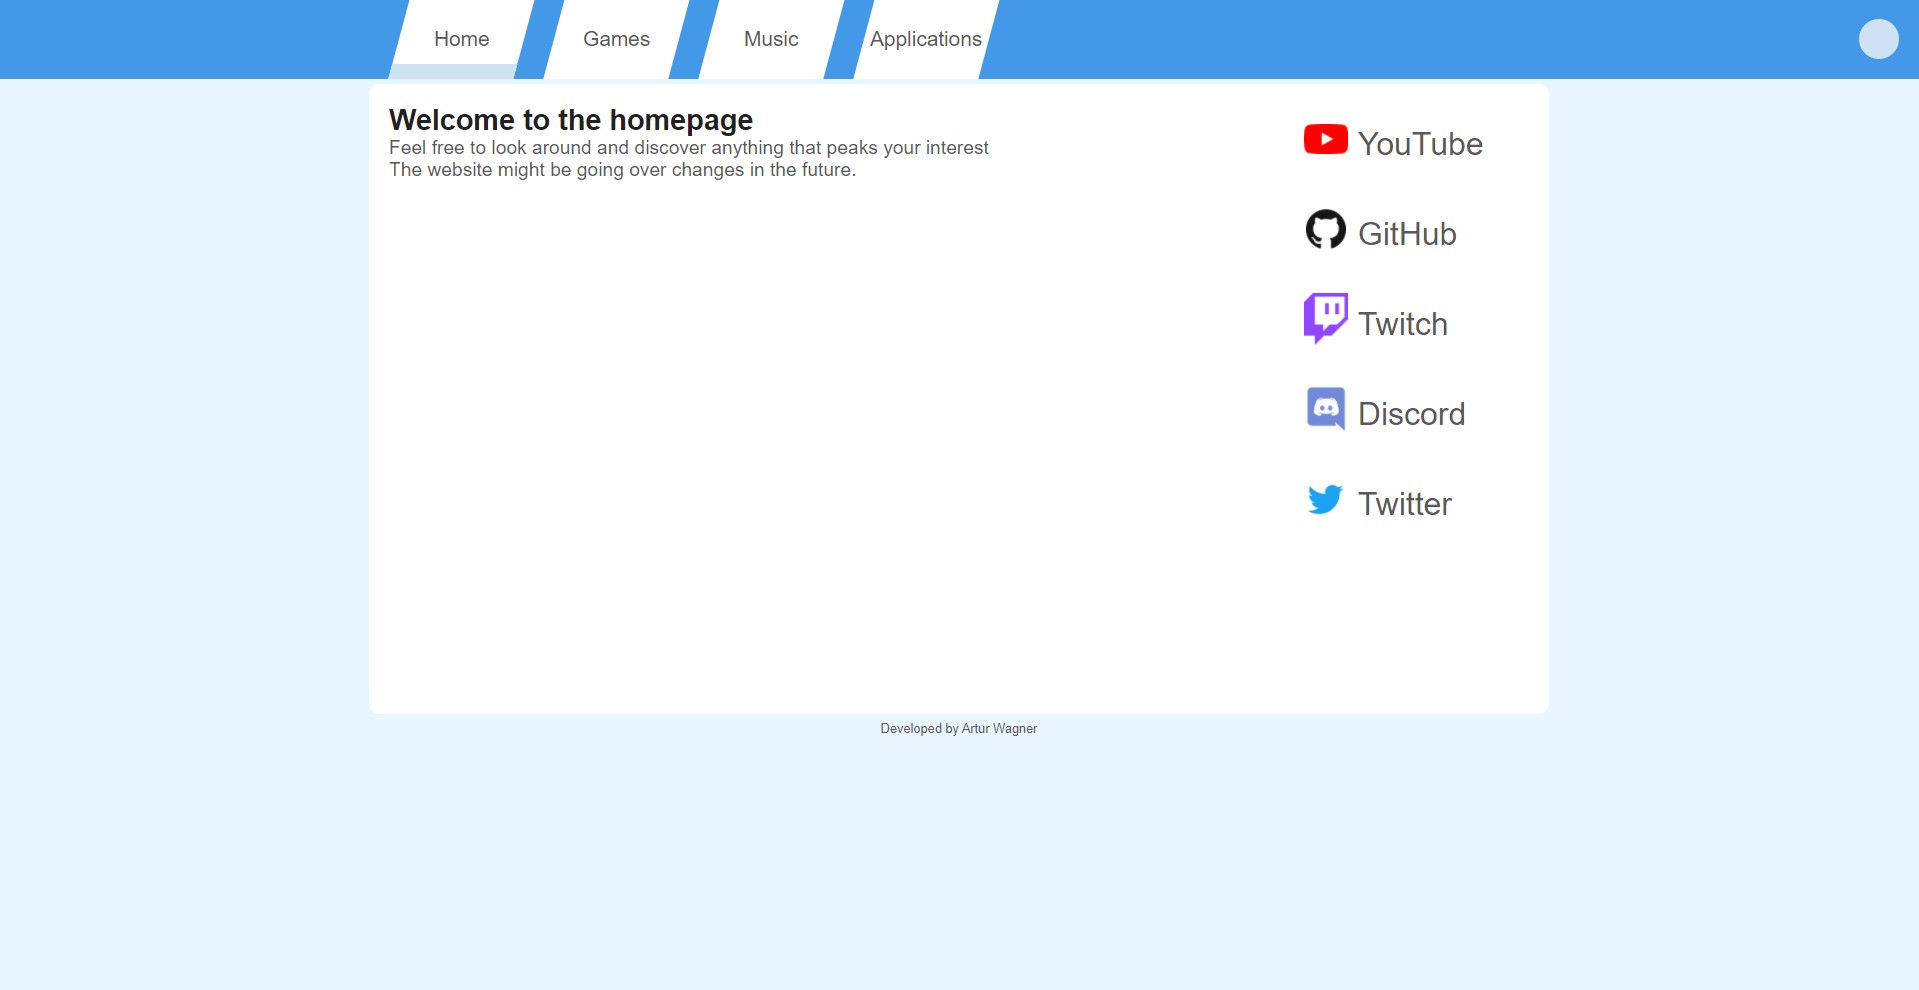 Home
Games
Music
Applications
Welcome to the homepage
Feel free to look around and discover anything that peaks your interest
The website might be going over changes in the future.
YouTube
GitHub
Twitch
Discord
Twitter
Developed by Artur Wagner